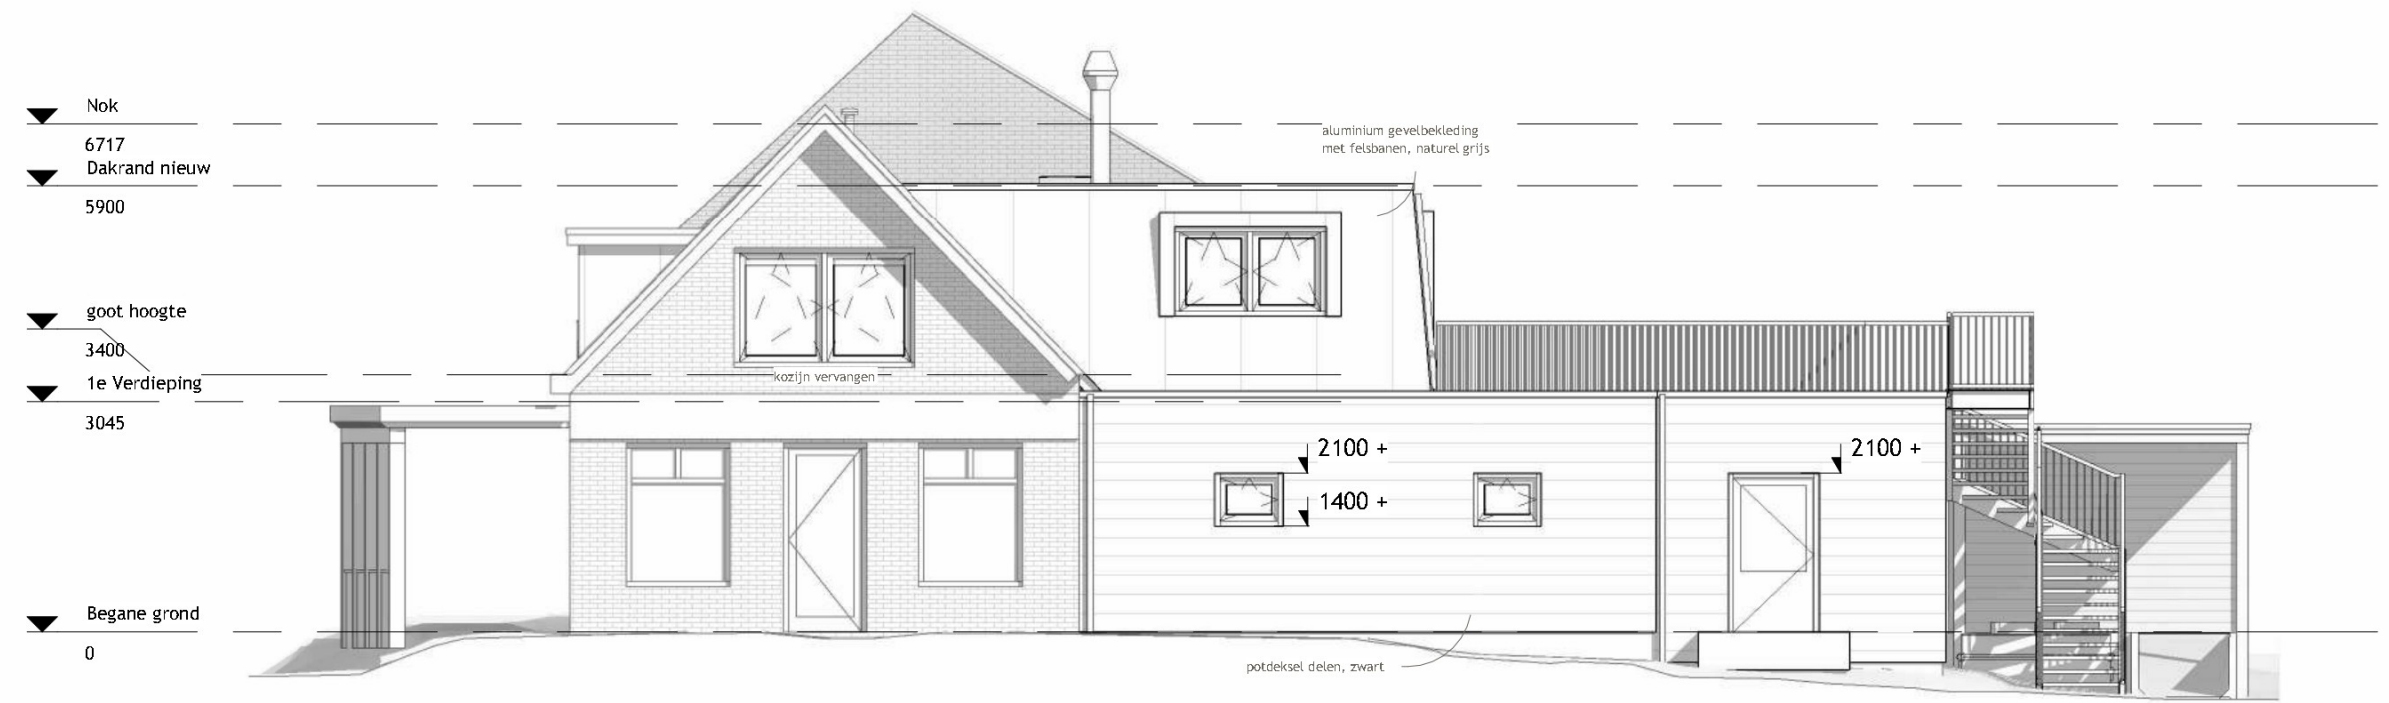 Nok
6717
Dakrand nieuw
5900
goot hoogte
3400
1e Verdieping
3045
Begane grond
0
aluminium gevelbekleding
met felsbanen, naturel grijs
kozijn vervangen
2100 +
1400 +
2100 +
potdeksel delen, zwart